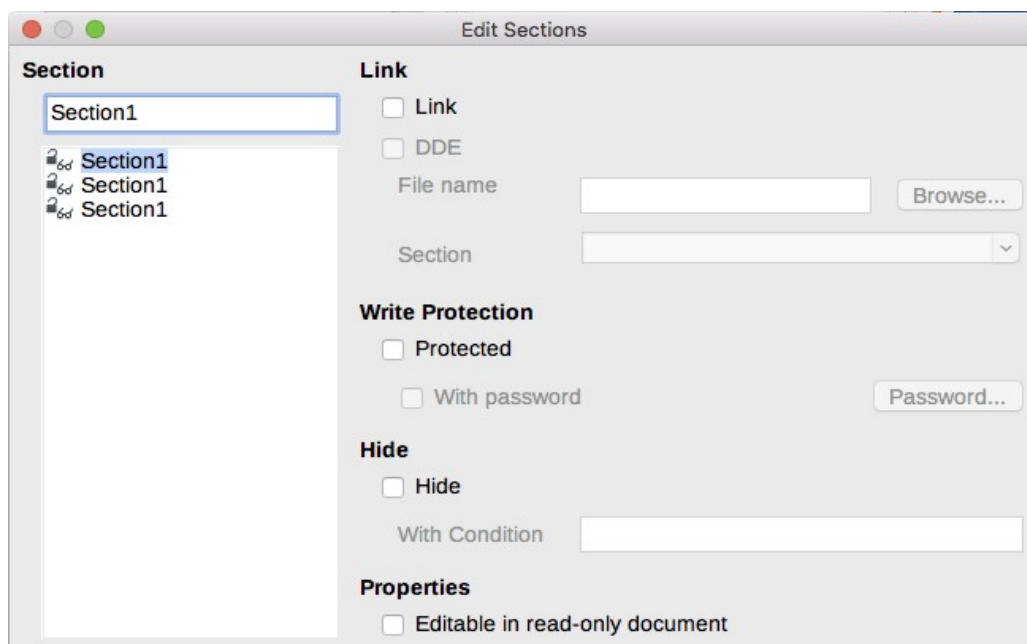 Edit Sections
Section
Section1
Section1
Section1
Section1
Link
Link
DDE
File name
Browse...
Section
Write Protection
Protected
With password
Password...
Hide
Hide
With Condition
Properties
Editable in read-only document